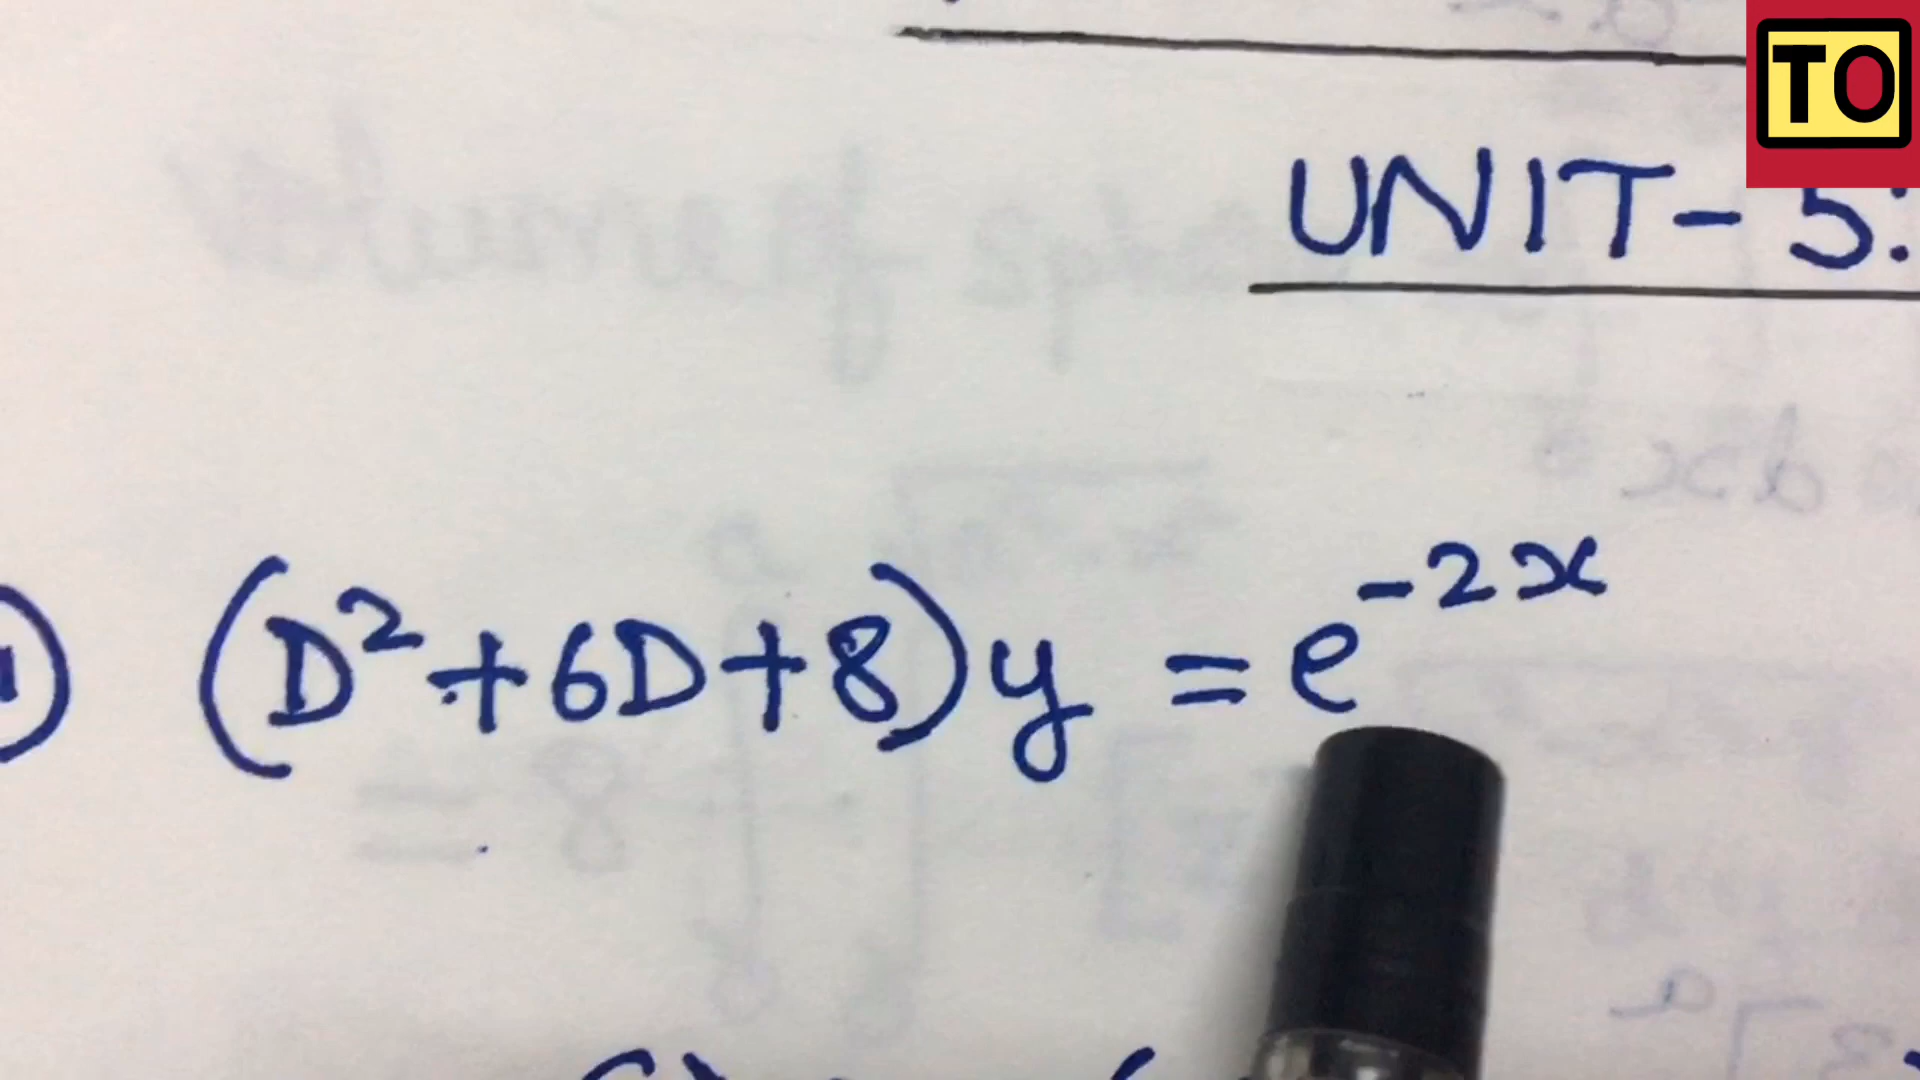 TO
UNIT- 5:
(D²+6D+8)y = e⁻²ˣ